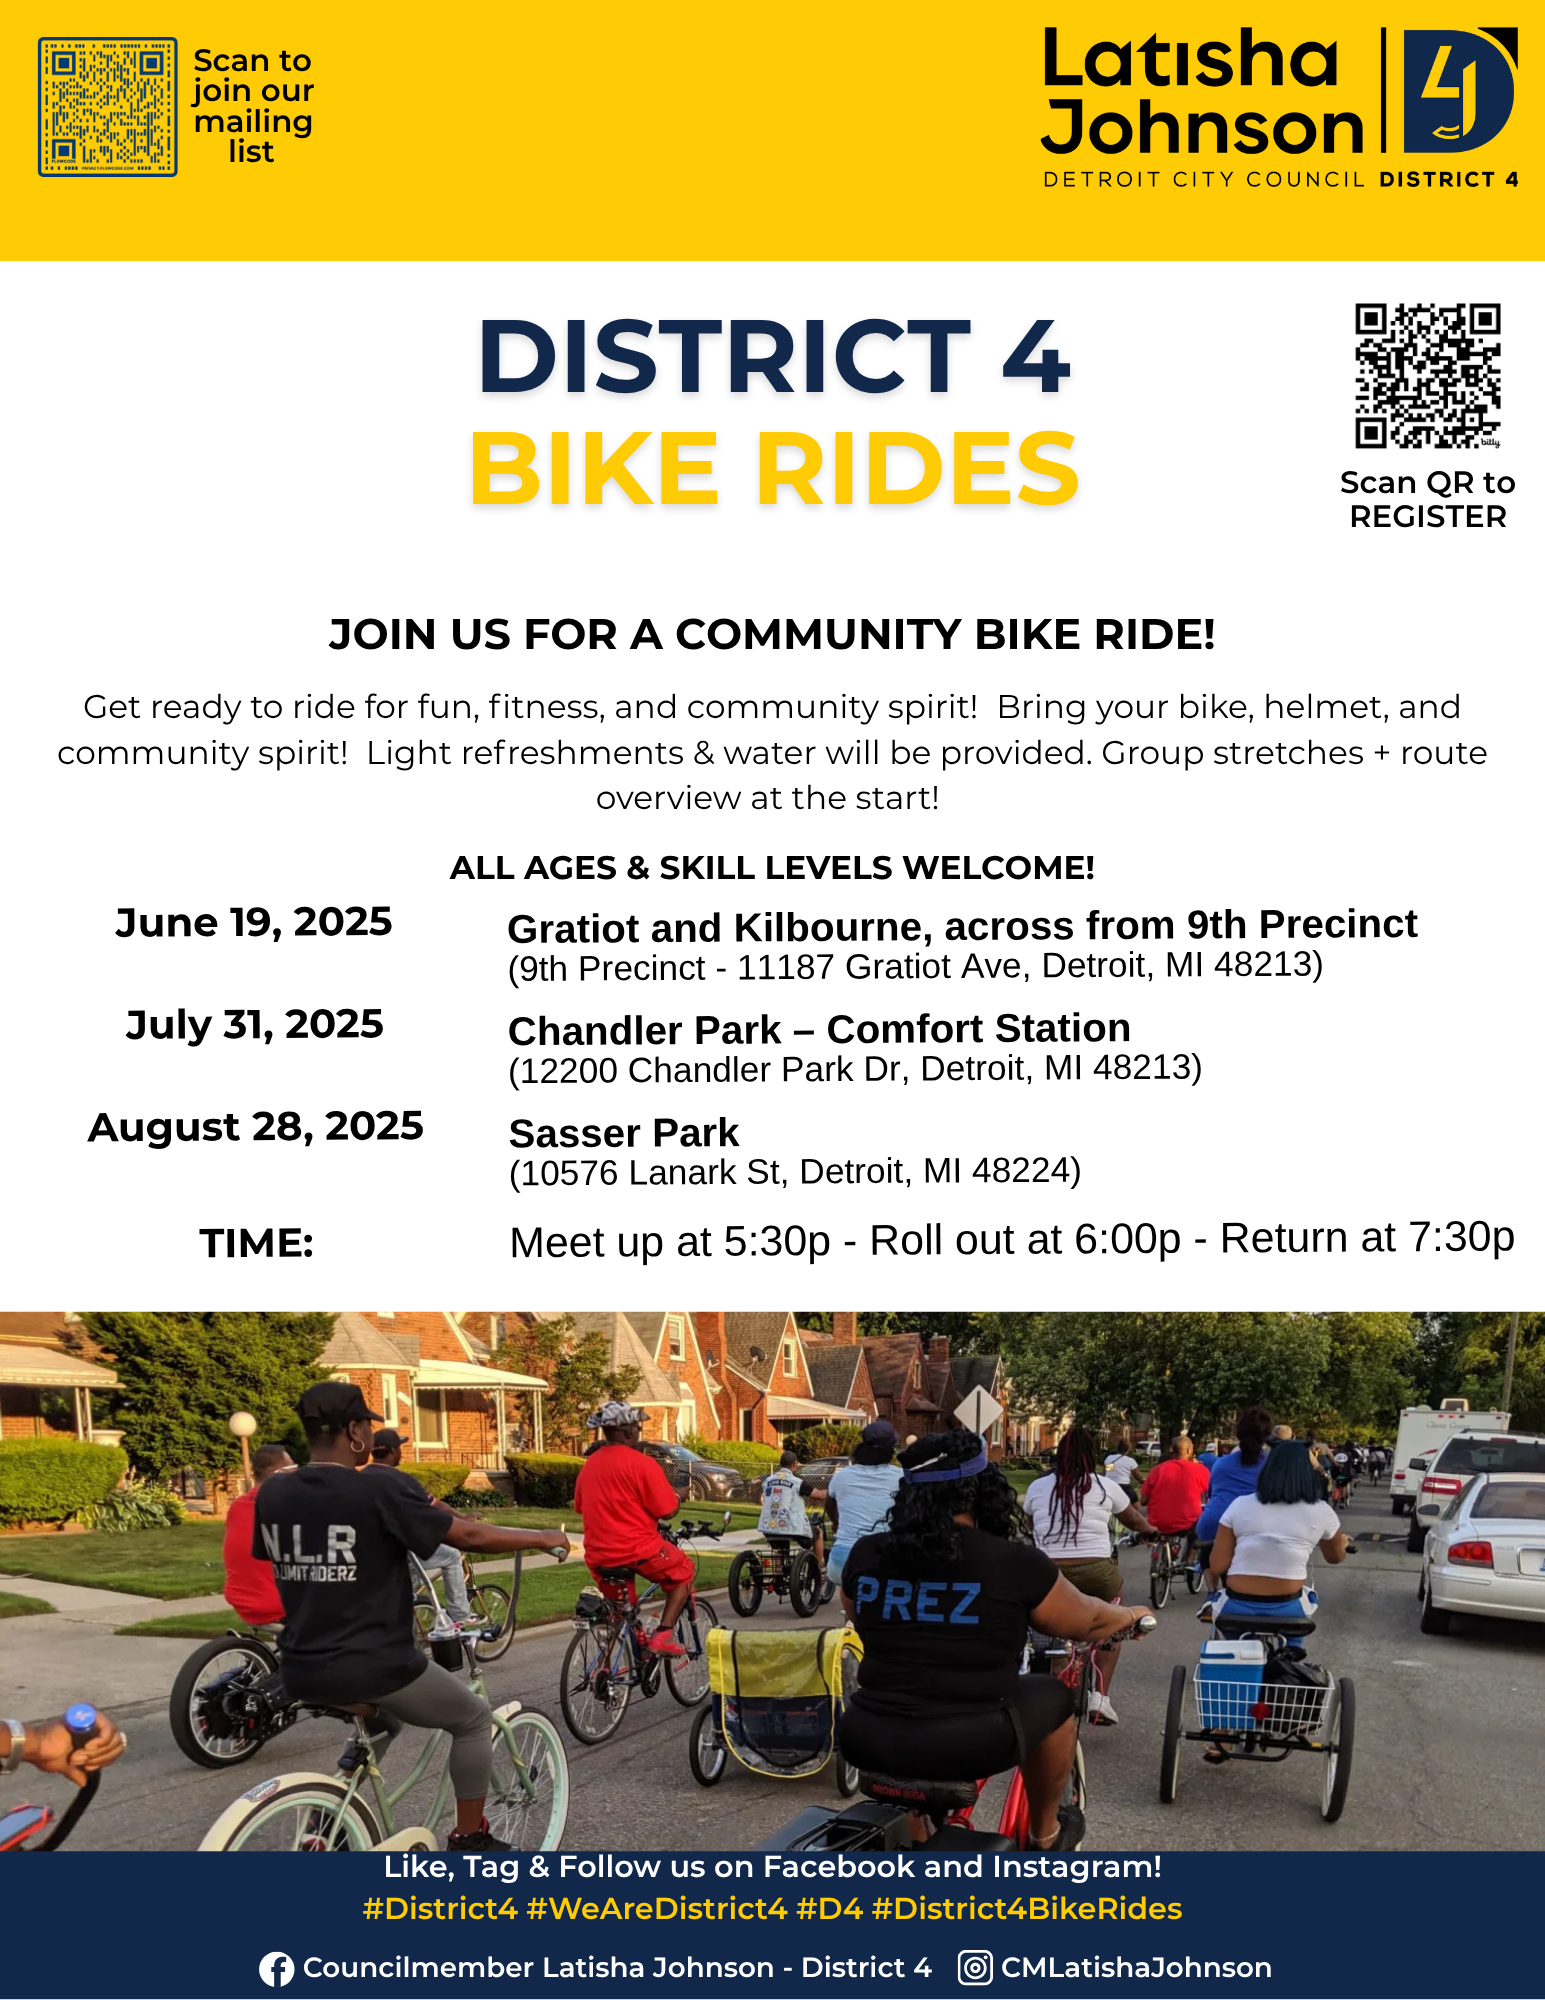 Scan to
join our
mailing
list
FLOWCODE
PRIVACY.FLOWCODE.COM
Latisha
Johnson
DETROIT CITY COUNCIL DISTRICT 4
DISTRICT 4
BIKE RIDES
bitly
Scan QR to
REGISTER
JOIN US FOR A COMMUNITY BIKE RIDE!
Get ready to ride for fun, fitness, and community spirit!  Bring your bike, helmet, and
community spirit!  Light refreshments & water will be provided. Group stretches + route
overview at the start!
ALL AGES & SKILL LEVELS WELCOME!
June 19, 2025
Gratiot and Kilbourne, across from 9th Precinct
(9th Precinct - 11187 Gratiot Ave, Detroit, MI 48213)
July 31, 2025
Chandler Park – Comfort Station
(12200 Chandler Park Dr, Detroit, MI 48213)
August 28, 2025
Sasser Park
(10576 Lanark St, Detroit, MI 48224)
TIME:
Meet up at 5:30p - Roll out at 6:00p - Return at 7:30p
N.L.R
PREZ
BROWN SUGA
Like, Tag & Follow us on Facebook and Instagram!
#District4 #WeAreDistrict4 #D4 #District4BikeRides
Councilmember Latisha Johnson - District 4
CMLatishaJohnson